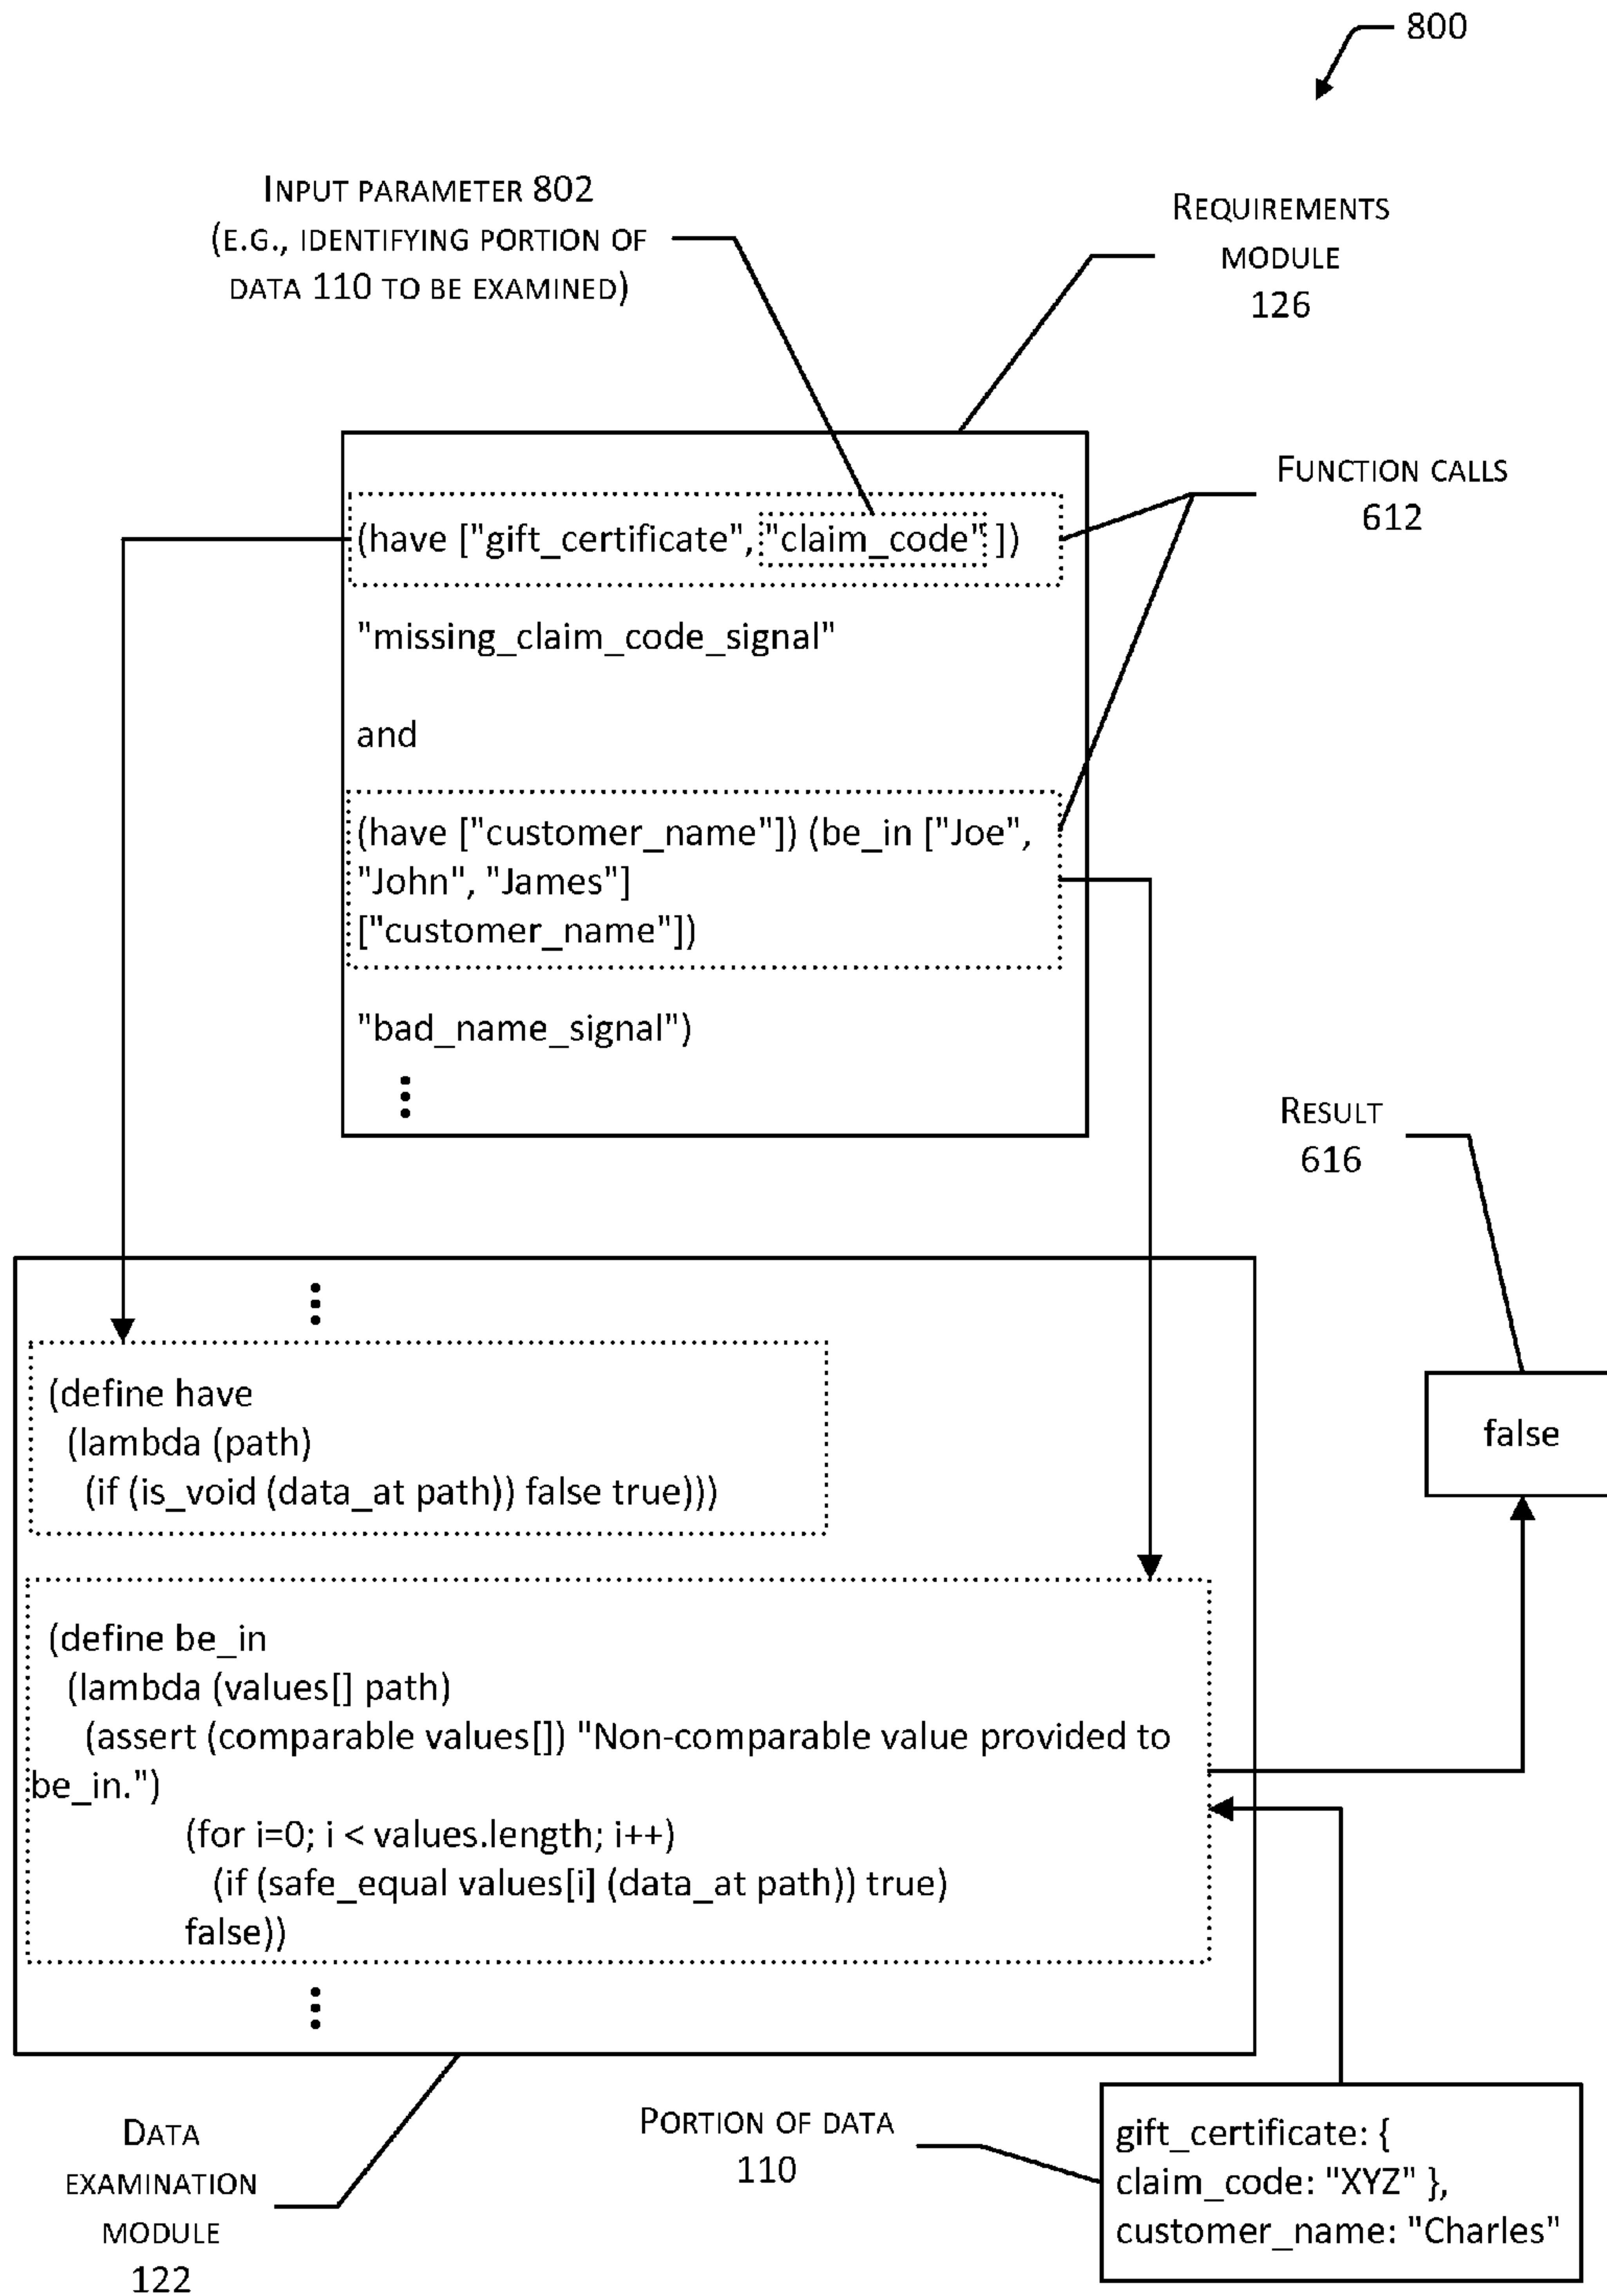 800
INPUT PARAMETER 802
(E.G., IDENTIFYING PORTION OF
DATA 110 TO BE EXAMINED)
REQUIREMENTS
MODULE
126
FUNCTION CALLS
612
(have ["gift_certificate", "claim_code" ])
"missing_claim_code_signal"
and
(have ["customer_name"]) (be_in ["Joe",
"John", "James"]
["customer_name"])
"bad_name_signal")
RESULT
616
false
(define have
(lambda (path)
(if (is_void (data_at path)) false true)))
(define be_in
(lambda (values[] path)
(assert (comparable values[]) "Non-comparable value provided to
be_in.")
(for i=0; i < values.length; i++)
(if (safe_equal values[i] (data_at path)) true)
false))
DATA
EXAMINATION
MODULE
122
PORTION OF DATA
110
gift_certificate: {
claim_code: "XYZ" },
customer_name: "Charles"